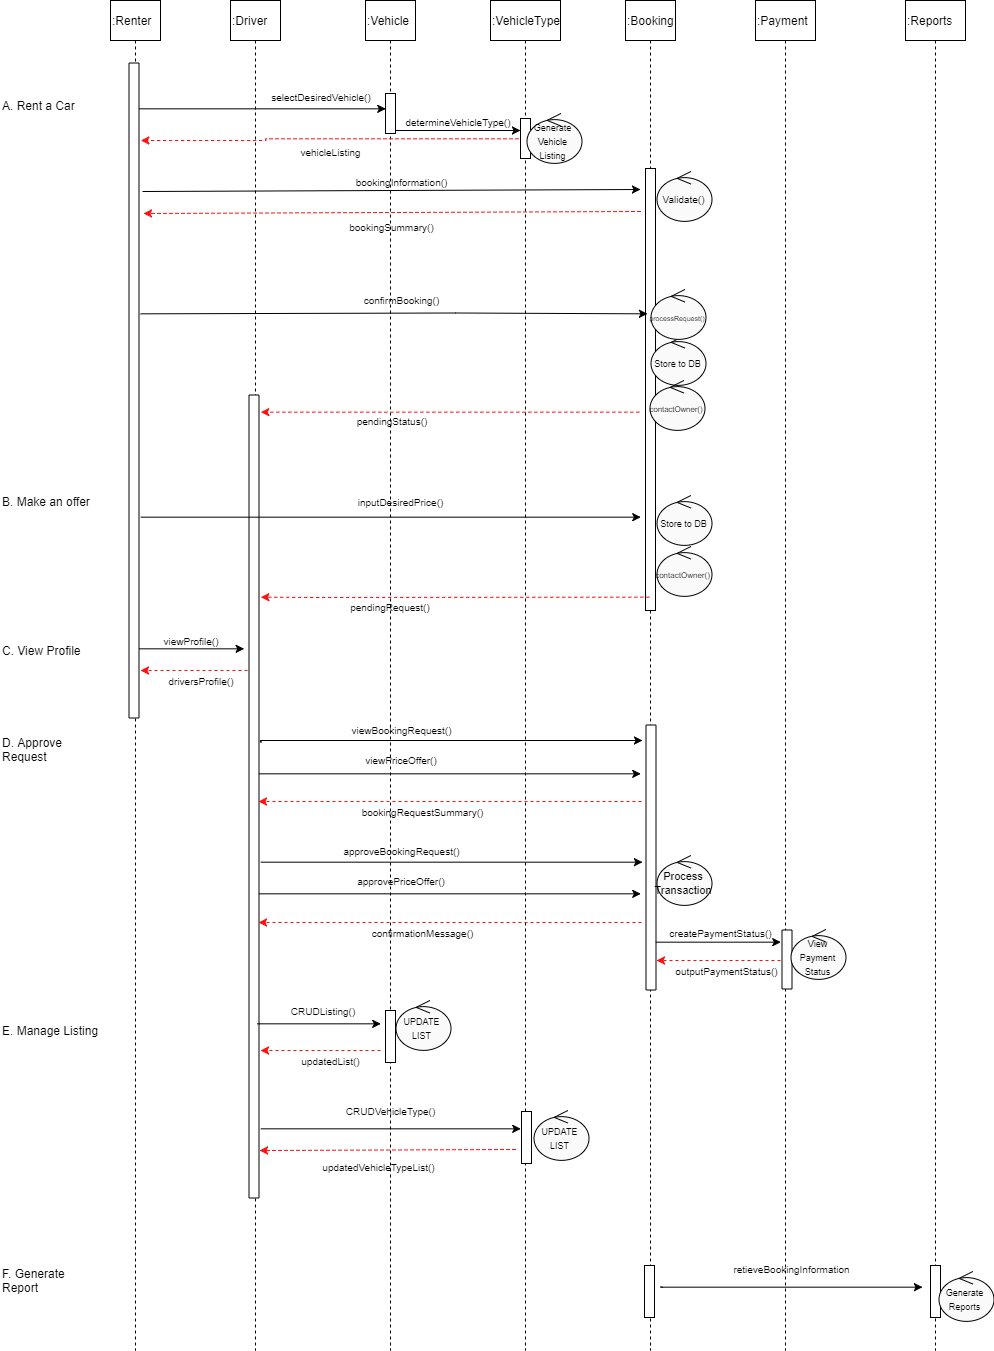 :Renter
:Driver
:Vehicle
:VehicleType
:Booking
:Payment
:Reports
A. Rent a Car
selectDesiredVehicle()
determineVehicleType()
Generate
Vehicle
Listing
vehicleListing
bookingInformation()
Validate()
bookingSummary()
confirmBooking()
processRequest()
Store to DB
contactOwner()
pendingStatus()
B. Make an offer
inputDesiredPrice()
Store to DB
contactOwner()
pendingRequest()
C. View Profile
viewProfile()
driversProfile()
D. Approve
Request
viewBookingRequest()
viewPriceOffer()
bookingRequestSummary()
approveBookingRequest()
approvePriceOffer()
Process
Transaction
confirmationMessage()
createPaymentStatus()
View
Payment
Status
outputPaymentStatus()
E. Manage Listing
CRUDListing()
UPDATE
LIST
updatedList()
CRUDVehicleType()
UPDATE
LIST
updatedVehicleTypeList()
F. Generate
Report
retieveBookingInformation
Generate
Reports